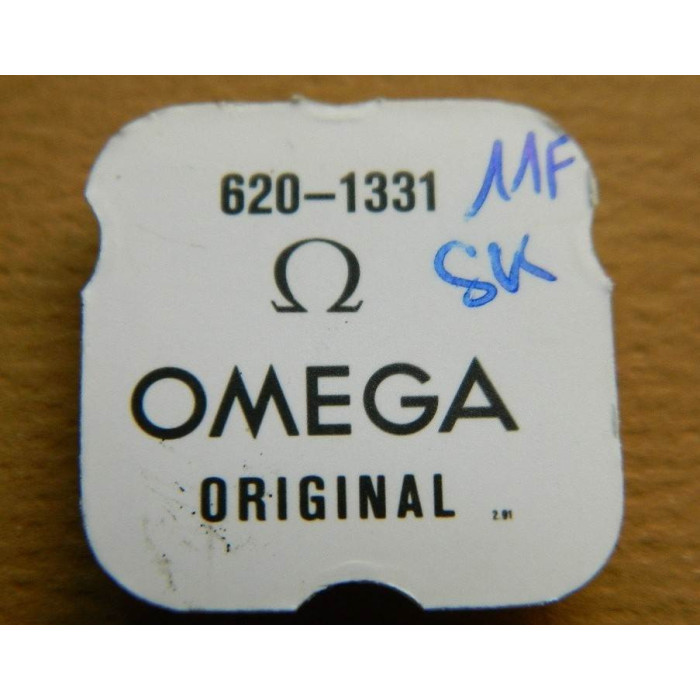 620-1331
11F
SK
Ω
OMEGA
ORIGINAL
2.91